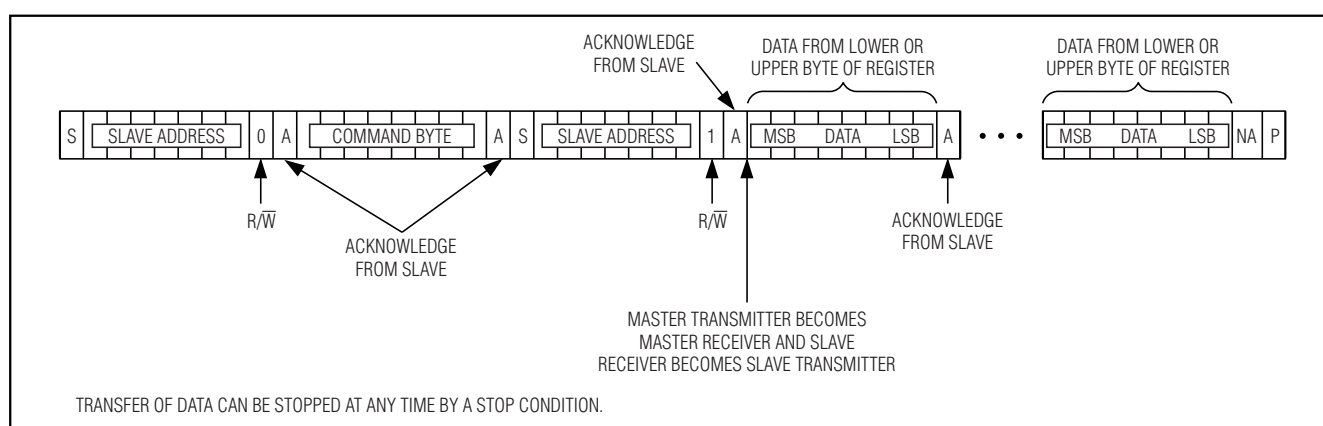 ACKNOWLEDGE
FROM SLAVE
DATA FROM LOWER OR
UPPER BYTE OF REGISTER
DATA FROM LOWER OR
UPPER BYTE OF REGISTER
S SLAVE ADDRESS 0 A COMMAND BYTE A S SLAVE ADDRESS 1 A MSB DATA LSB A • • • MSB DATA LSB NA P
R/W̅
ACKNOWLEDGE
FROM SLAVE
R/W̅
ACKNOWLEDGE
FROM SLAVE
MASTER TRANSMITTER BECOMES
MASTER RECEIVER AND SLAVE
RECEIVER BECOMES SLAVE TRANSMITTER
TRANSFER OF DATA CAN BE STOPPED AT ANY TIME BY A STOP CONDITION.